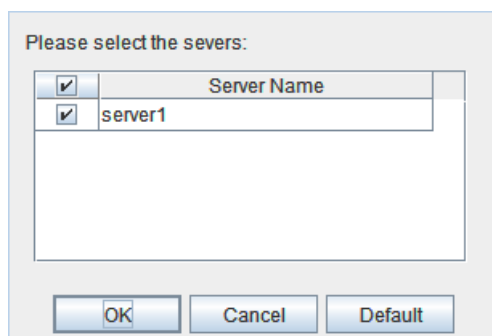 Please select the severs:
Server Name
server1
OK Cancel Default